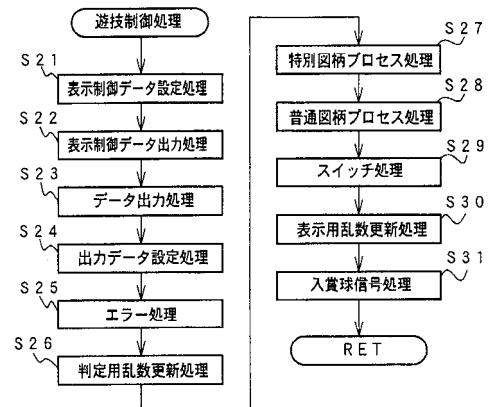 遊技制御処理
S21
表示制御データ設定処理
S22
表示制御データ出力処理
S23
データ出力処理
S24
出力データ設定処理
S25
エラー処理
S26
判定用乱数更新処理
S27
特別図柄プロセス処理
S28
普通図柄プロセス処理
S29
スイッチ処理
S30
表示用乱数更新処理
S31
入賞球信号処理
RET